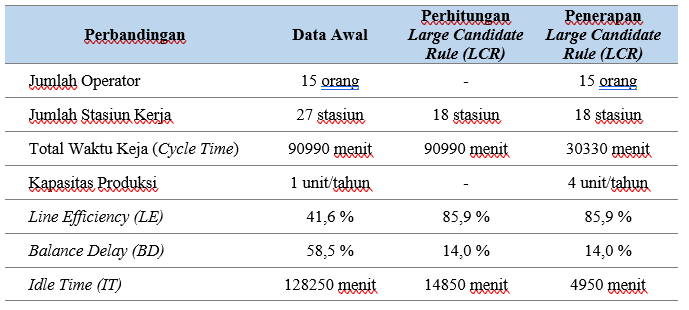 Perbandingan Data Awal Perhitungan Large Candidate Rule (LCR) Penerapan Large Candidate Rule (LCR)
Jumlah Operator 15 orang - 15 orang
Jumlah Stasiun Kerja 27 stasiun 18 stasiun 18 stasiun
Total Waktu Keja (Cycle Time) 90990 menit 90990 menit 30330 menit
Kapasitas Produksi 1 unit/tahun - 4 unit/tahun
Line Efficiency (LE) 41,6 % 85,9 % 85,9 %
Balance Delay (BD) 58,5 % 14,0 % 14,0 %
Idle Time (IT) 128250 menit 14850 menit 4950 menit